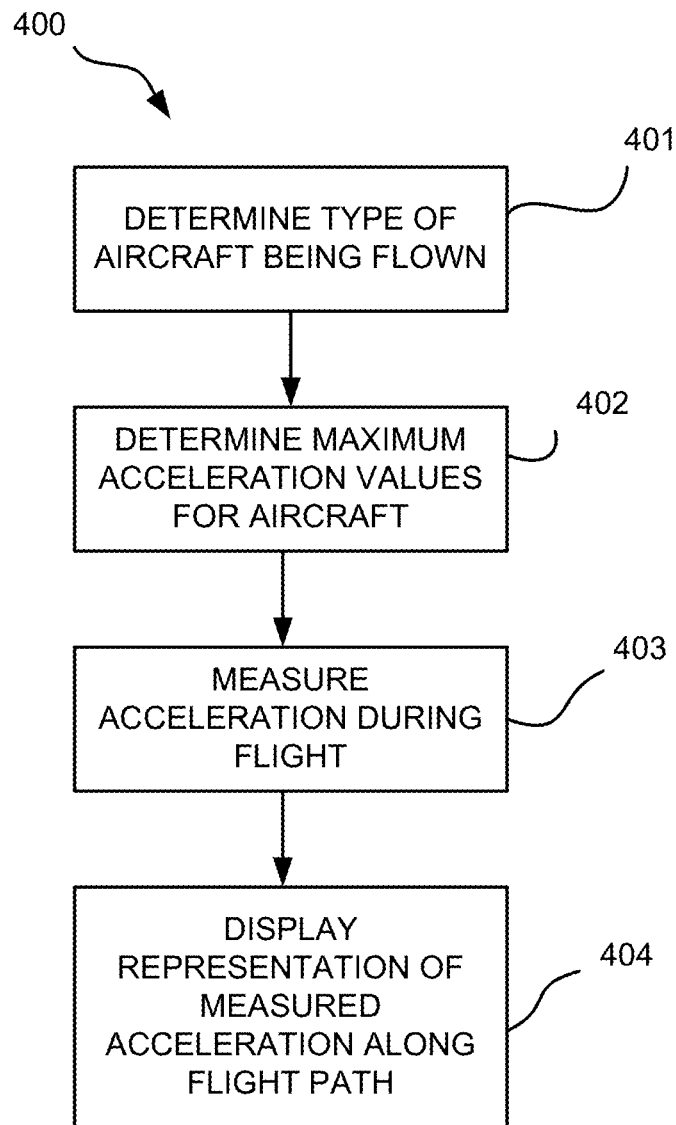 400
401
DETERMINE TYPE OF
AIRCRAFT BEING FLOWN
402
DETERMINE MAXIMUM
ACCELERATION VALUES
FOR AIRCRAFT
403
MEASURE
ACCELERATION DURING
FLIGHT
404
DISPLAY
REPRESENTATION OF
MEASURED
ACCELERATION ALONG
FLIGHT PATH